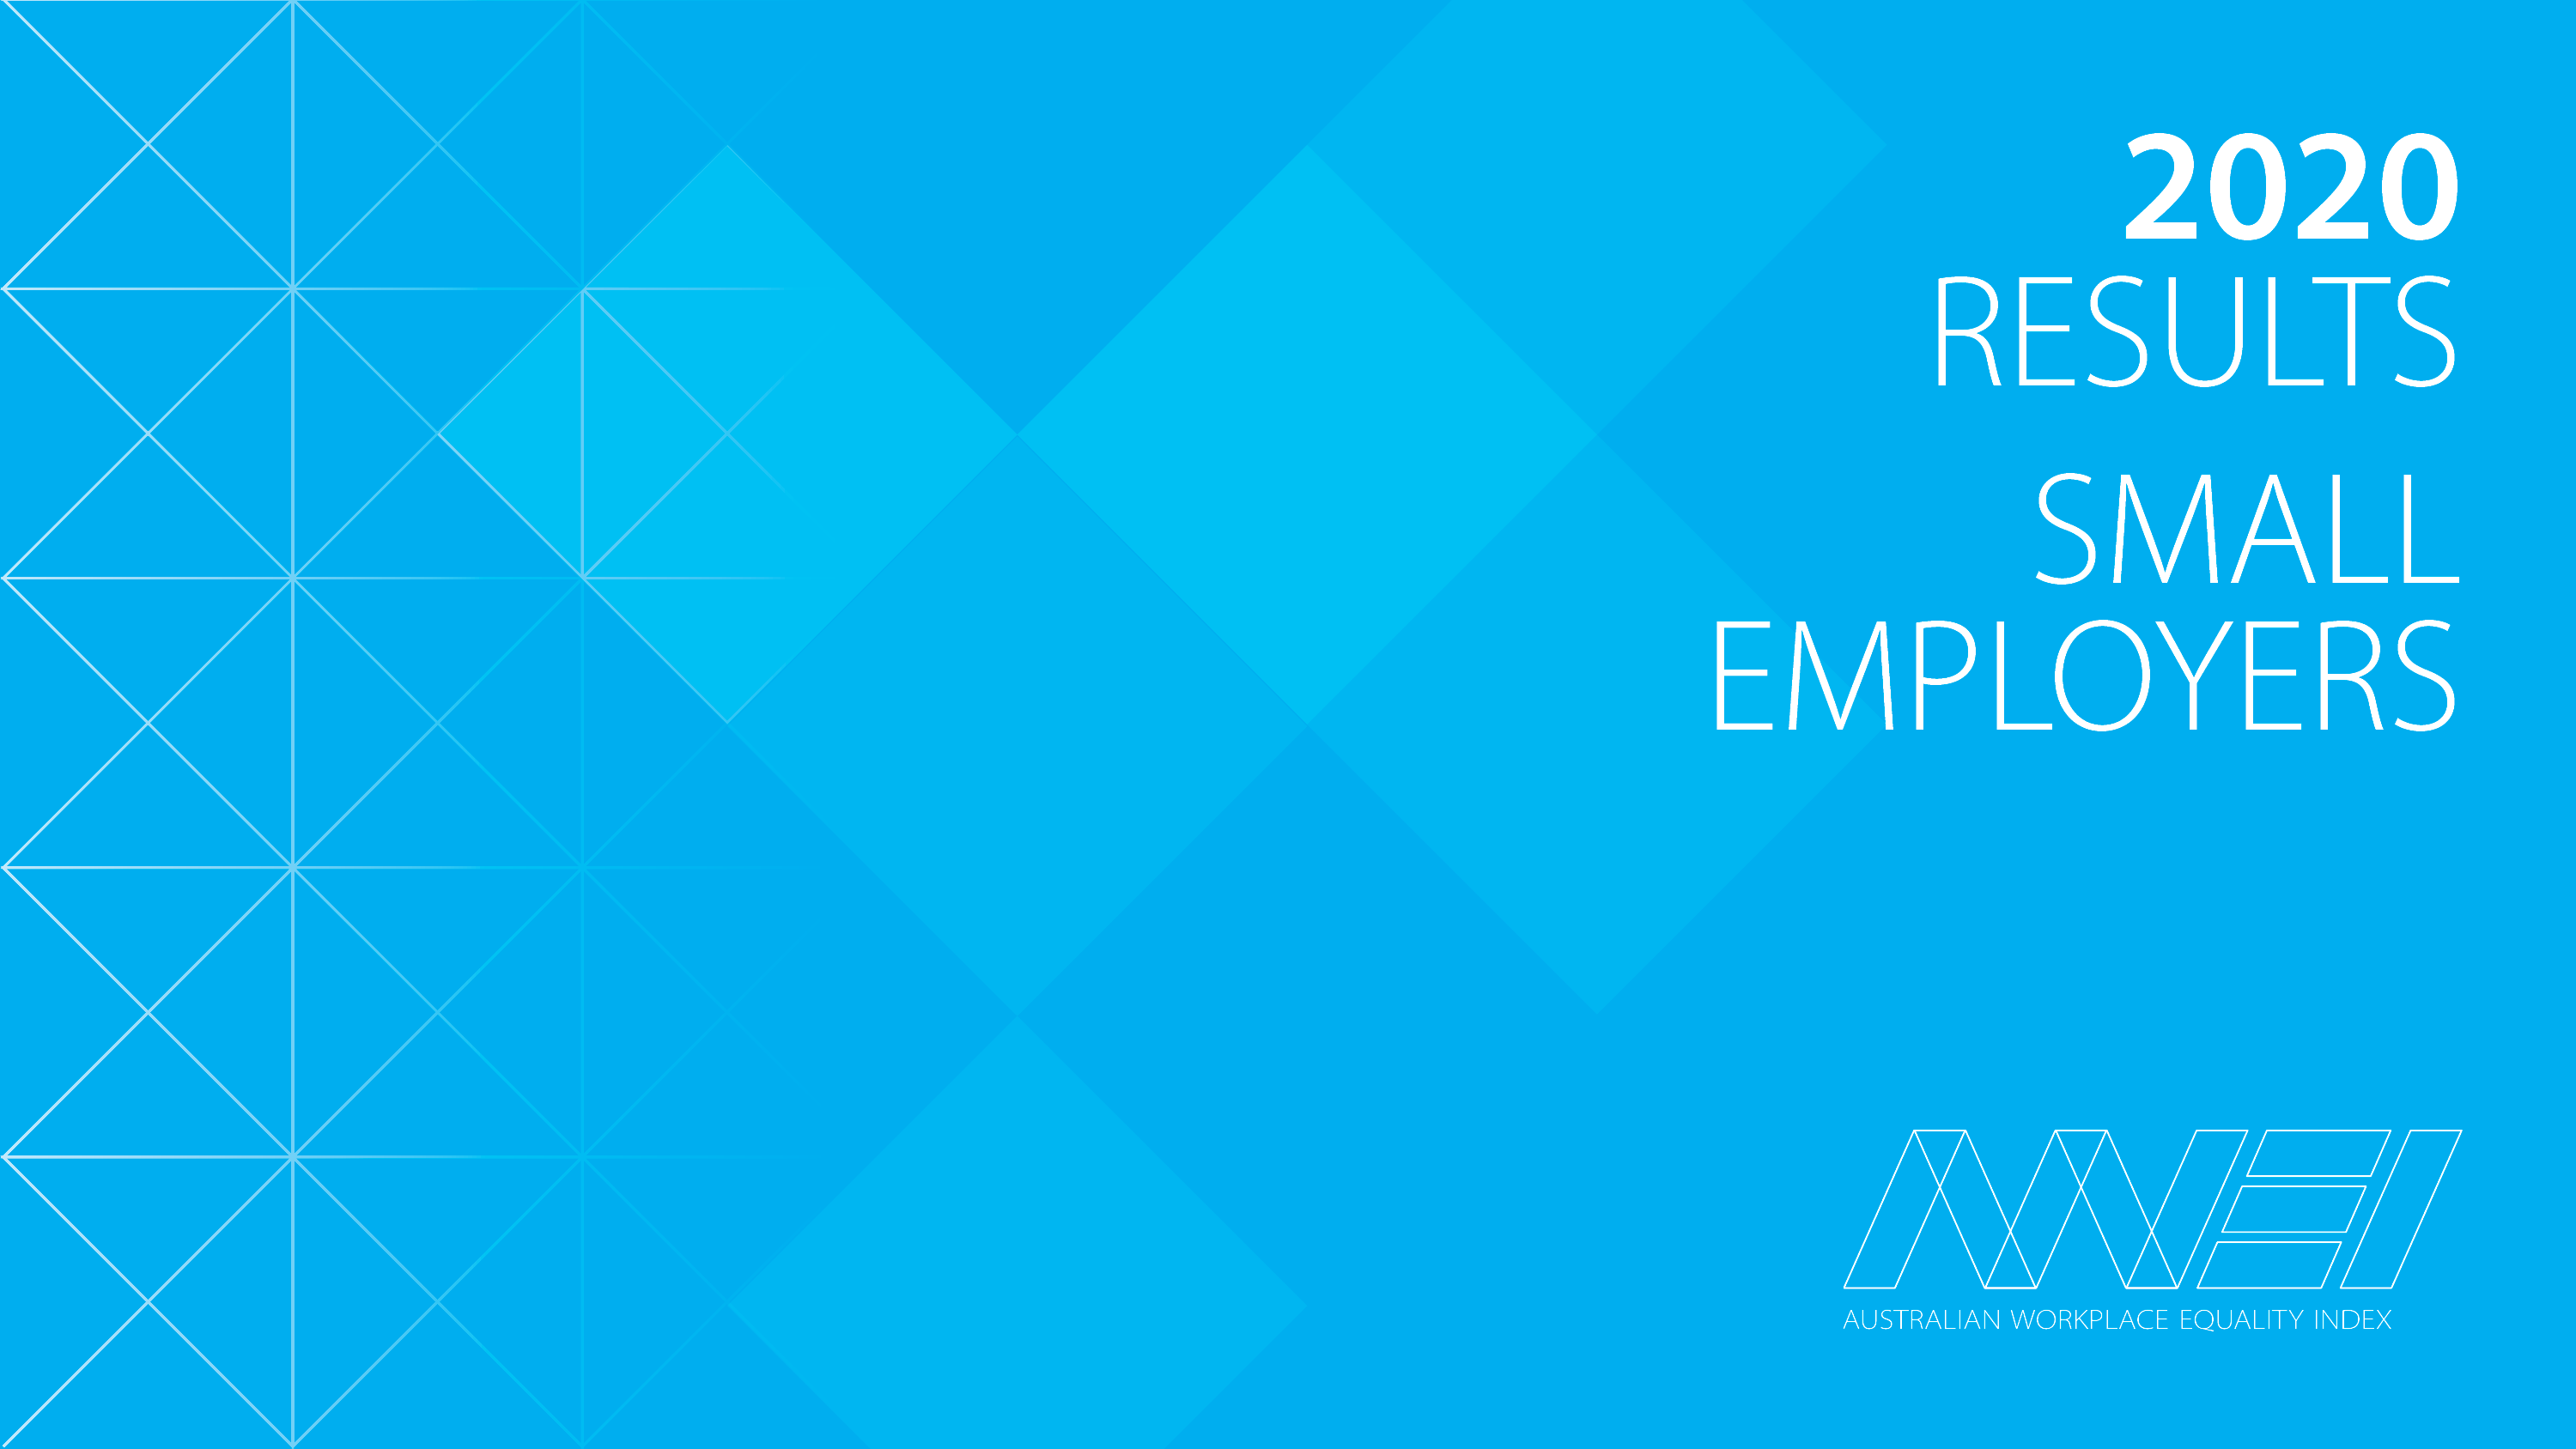 2020
RESULTS
SMALL
EMPLOYERS
AWEI
AUSTRALIAN WORKPLACE EQUALITY INDEX